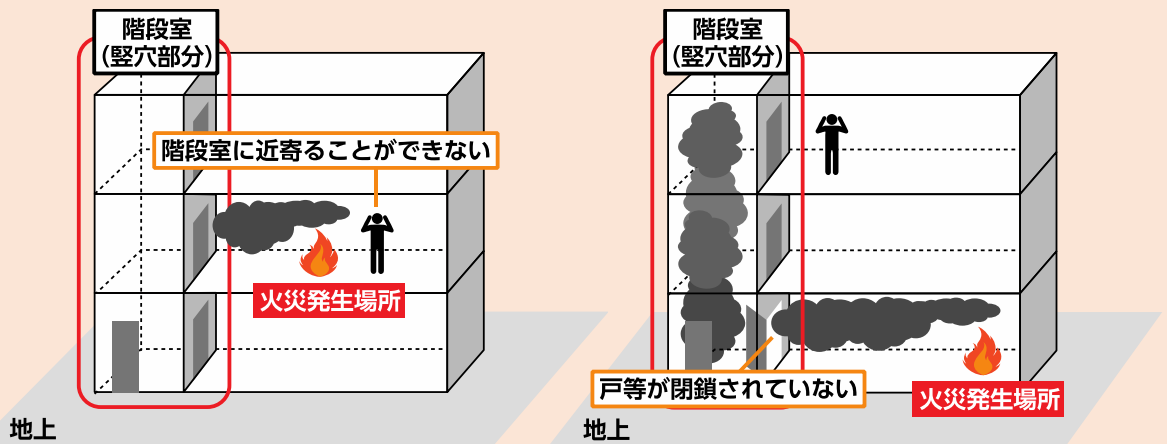 階段室
（竪穴部分）
階段室に近寄ることができない
火災発生場所
地上
階段室
（竪穴部分）
戸等が閉鎖されていない
火災発生場所
地上